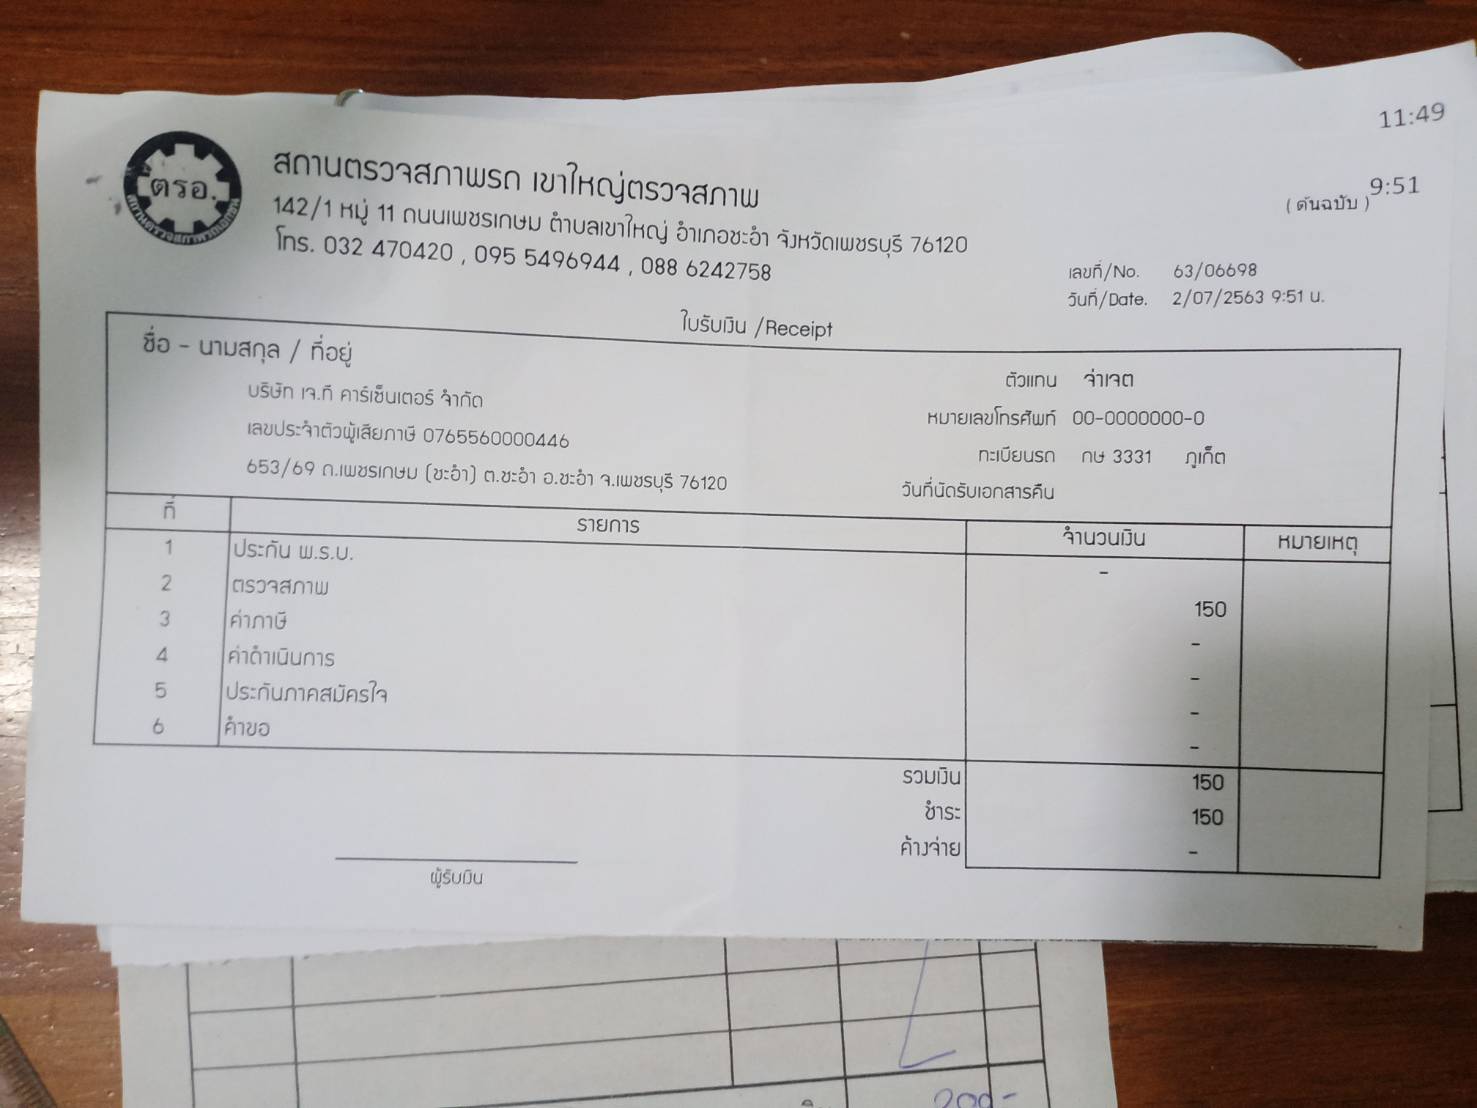 11:49
ตรอ.
สถานตรวจสภาพรถ เขาใหญ่ตรวจสภาพ
142/1 หมู่ 11 ถนนเพชรเกษม ตำบลเขาใหญ่ อำเภอชะอำ จังหวัดเพชรบุรี 76120
โทร. 032 470420 , 095 5496944 , 088 6242758
( ต้นฉบับ ) 9:51
เลขที่/No. 63/06698
วันที่/Date. 2/07/2563 9:51 น.
ใบรับเงิน /Receipt
ชื่อ - นามสกุล / ที่อยู่
บริษัท เจ.ที คาร์เซ็นเตอร์ จำกัด
เลขประจำตัวผู้เสียภาษี 0765560000446
653/69 ถ.เพชรเกษม (ชะอำ) ต.ชะอำ อ.ชะอำ จ.เพชรบุรี 76120
ตัวแทน จ่าเจต
หมายเลขโทรศัพท์ 00-0000000-0
ทะเบียนรถ กษ 3331 ภูเก็ต
วันที่นัดรับเอกสารคืน
ที่ รายการ จำนวนเงิน หมายเหตุ
1 ประกัน พ.ร.บ. -
2 ตรวจสภาพ 150
3 ค่าภาษี -
4 ค่าดำเนินการ -
5 ประกันภาคสมัครใจ -
6 คำขอ -
รวมเงิน 150
ชำระ 150
ค้างจ่าย -
ผู้รับเงิน
200-